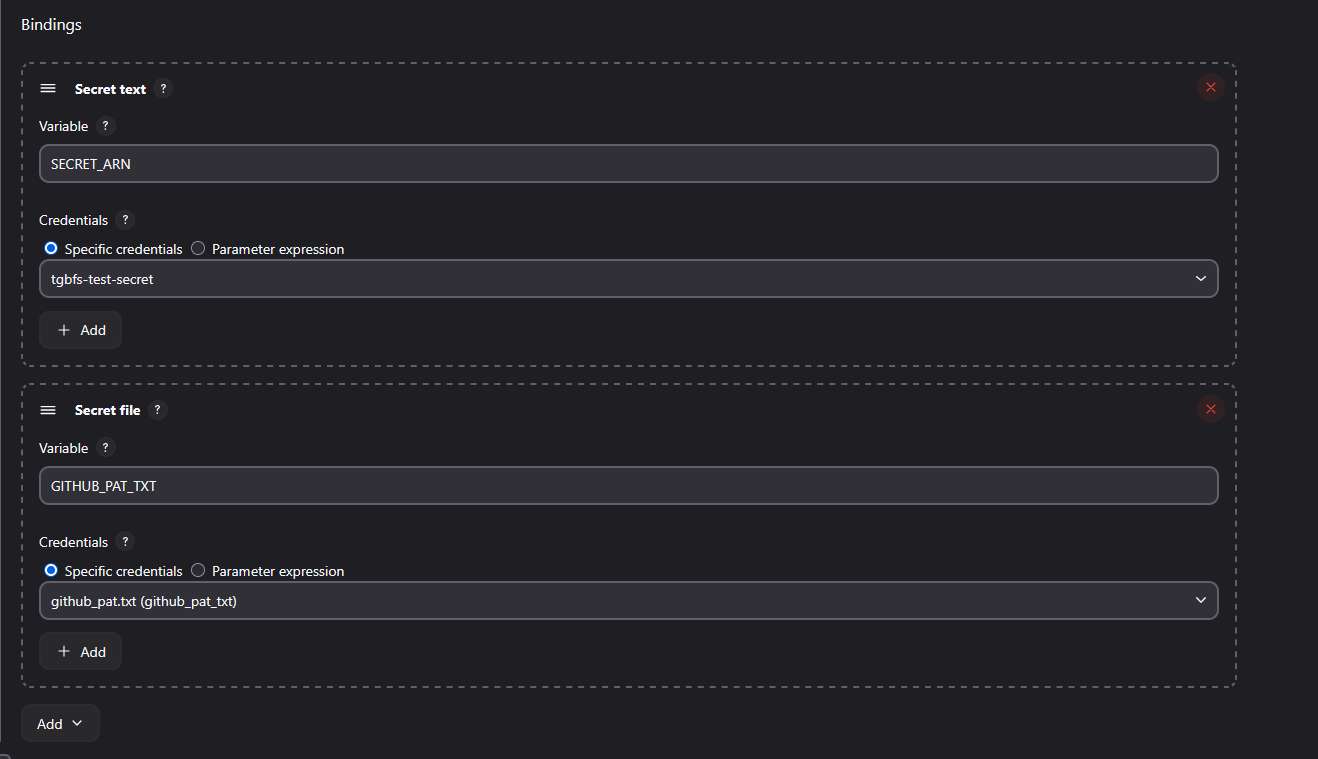 Bindings
Secret text ?
Variable ?
SECRET_ARN
Credentials ?
Specific credentials Parameter expression
tgbfs-test-secret
+ Add
Secret file ?
Variable ?
GITHUB_PAT_TXT
Credentials ?
Specific credentials Parameter expression
github_pat.txt (github_pat_txt)
+ Add
Add